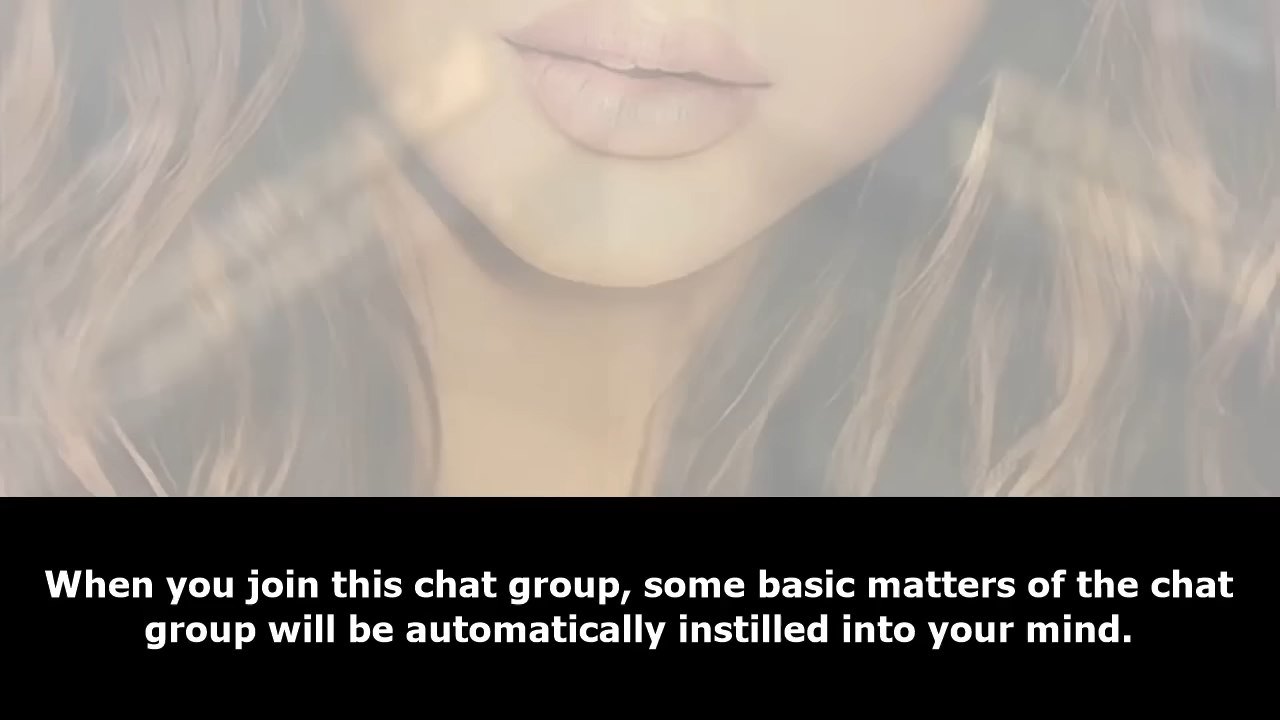 When you join this chat group, some basic matters of the chat
group will be automatically instilled into your mind.